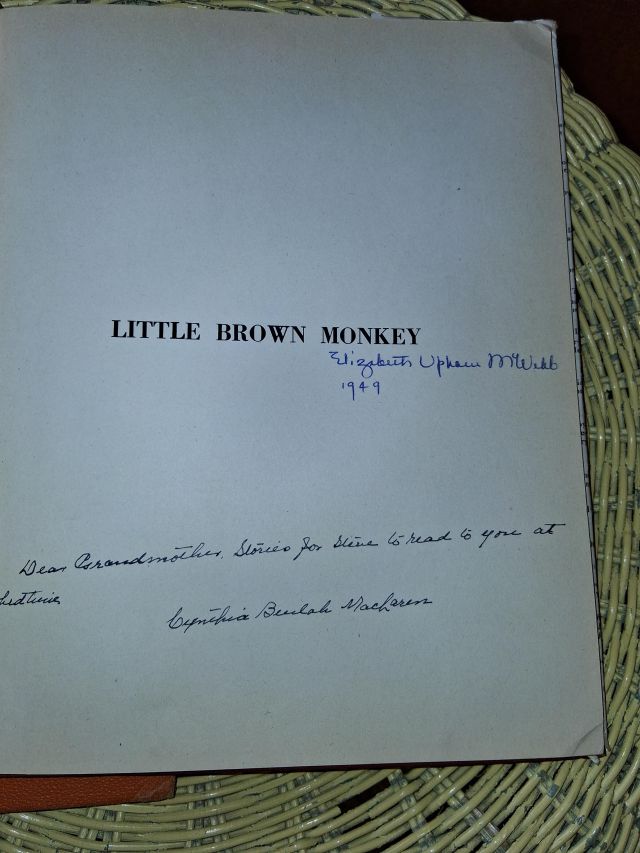 LITTLE BROWN MONKEY
Elizabeth Upham McWebb
1949
Dear Grandmother, Stories for Steve to read to you at
bedtime
Cynthia Beulah MacLaren